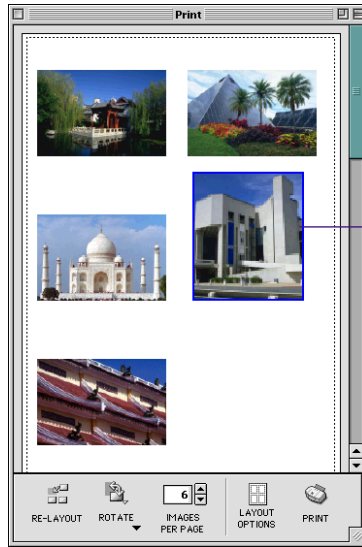 Print
6
RE-LAYOUT
ROTATE
IMAGES
PER PAGE
LAYOUT
OPTIONS
PRINT